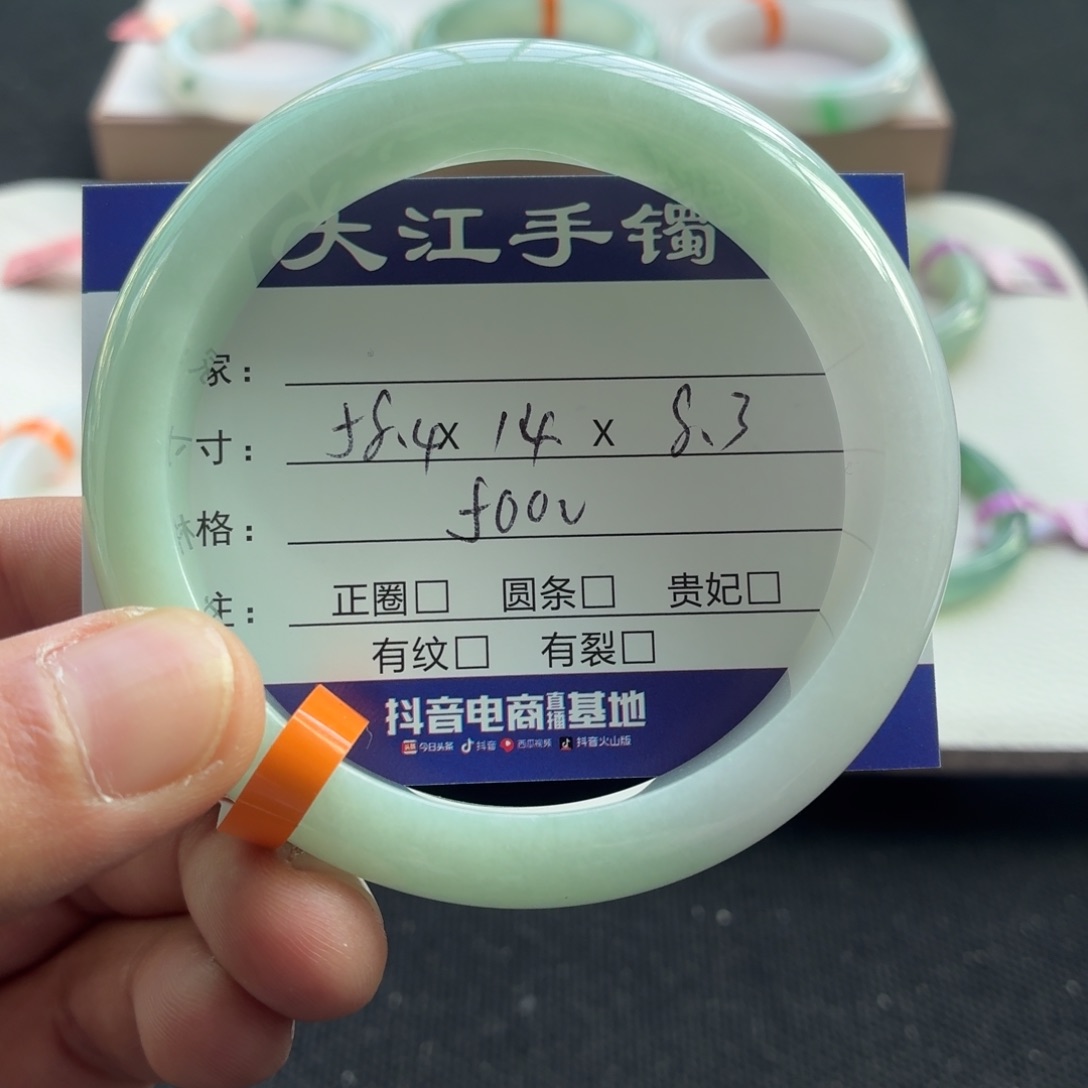 大江手镯
家：
寸：58.4x 14 x 8.3
格：5000
注：正圈□ 圆条□ 贵妃□
有纹□ 有裂□
抖音电商直播基地
今日头条 抖音 西瓜视频 抖音火山版